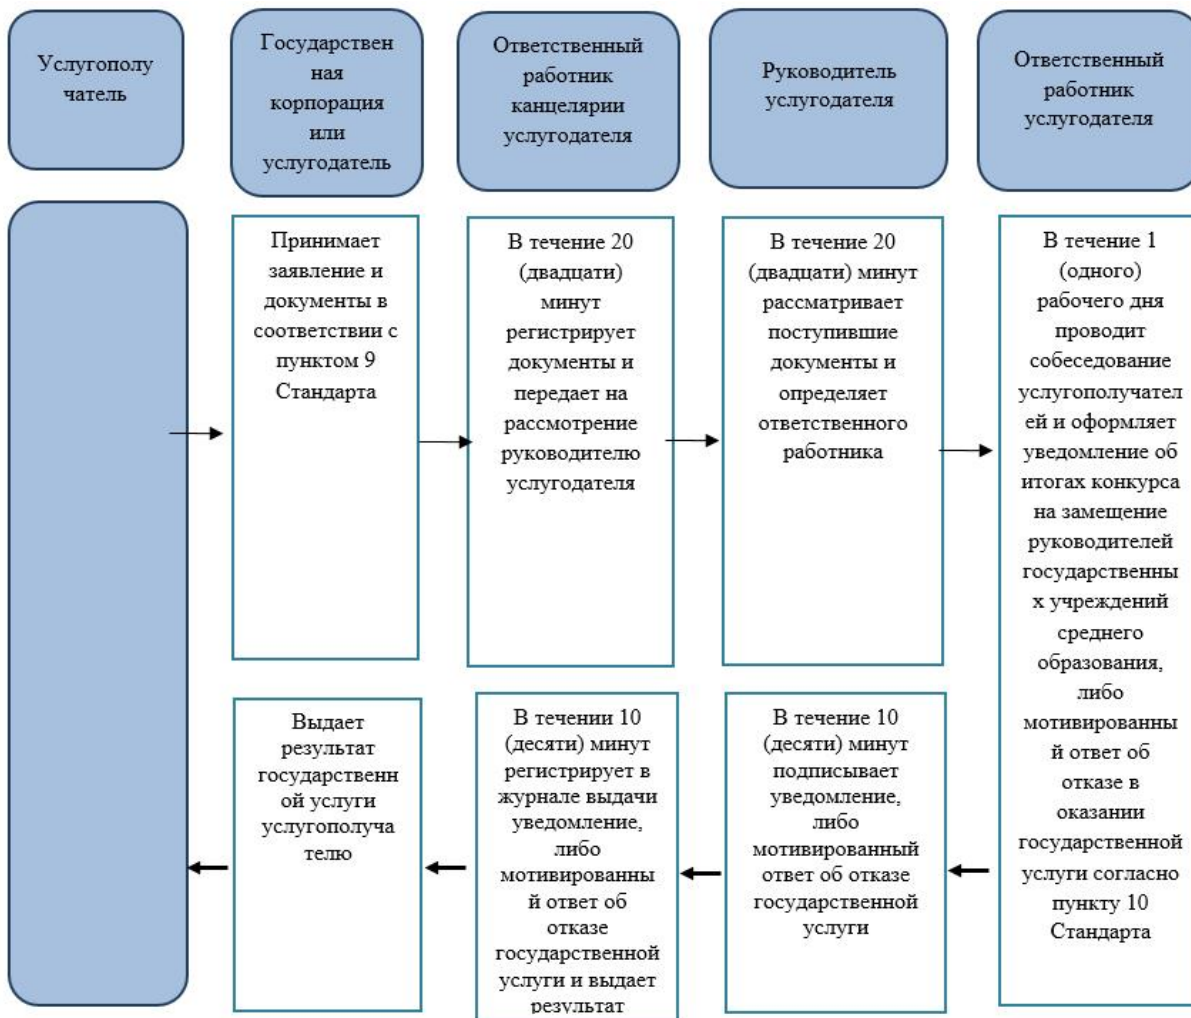 Услугополу
чатель
Государствен
ная
корпорация
или
услугодатель
Ответственный
работник
канцелярии
услугодателя
Руководитель
услугодателя
Ответственный
работник
услугодателя
Принимает
заявление и
документы в
соответствии с
пунктом 9
Стандарта
В течение 20
(двадцати)
минут
регистрирует
документы и
передает на
рассмотрение
руководителю
услугодателя
В течение 20
(двадцати) минут
рассматривает
поступившие
документы и
определяет
ответственного
работника
В течение 1
(одного)
рабочего дня
проводит
собеседование
услугополучател
ей и оформляет
уведомление об
итогах конкурса
на замещение
руководителей
государственны
х учреждений
среднего
образования,
либо
мотивированны
й ответ об
отказе в
оказании
государственной
услуги согласно
пункту 10
Стандарта
Выдает
результат
государственн
ой услуги
услугополуча
телю
В течении 10
(десяти) минут
регистрирует в
журнале выдачи
уведомление,
либо
мотивированны
й ответ об
отказе
государственной
услуги и выдает
результат
В течение 10
(десяти) минут
подписывает
уведомление,
либо
мотивированный
ответ об отказе
государственной
услуги